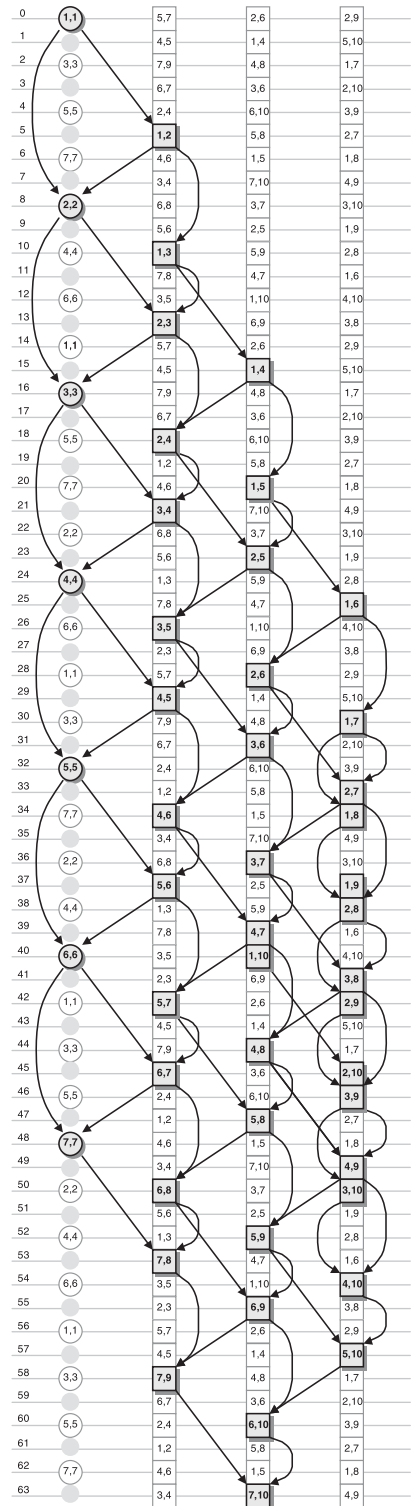 0 1,1 5,7 2,6 2,9
1 4,5 1,4 5,10
2 3,3 7,9 4,8 1,7
3 6,7 3,6 2,10
4 5,5 2,4 6,10 3,9
5 1,2 5,8 2,7
6 7,7 4,6 1,5 1,8
7 3,4 7,10 4,9
8 2,2 6,8 3,7 3,10
9 5,6 2,5 1,9
10 4,4 1,3 5,9 2,8
11 7,8 4,7 1,6
12 6,6 3,5 1,10 4,10
13 2,3 6,9 3,8
14 1,1 5,7 2,6 2,9
15 4,5 1,4 5,10
16 3,3 7,9 4,8 1,7
17 6,7 3,6 2,10
18 5,5 2,4 6,10 3,9
19 1,2 5,8 2,7
20 7,7 4,6 1,5 1,8
21 3,4 7,10 4,9
22 2,2 6,8 3,7 3,10
23 5,6 2,5 1,9
24 4,4 1,3 5,9 2,8
25 7,8 4,7 1,6
26 6,6 3,5 1,10 4,10
27 2,3 6,9 3,8
28 1,1 5,7 2,6 2,9
29 4,5 1,4 5,10
30 3,3 7,9 4,8 1,7
31 6,7 3,6 2,10
32 5,5 2,4 6,10 3,9
33 1,2 5,8 2,7
34 7,7 4,6 1,5 1,8
35 3,4 7,10 4,9
36 2,2 6,8 3,7 3,10
37 5,6 2,5 1,9
38 4,4 1,3 5,9 2,8
39 7,8 4,7 1,6
40 6,6 3,5 1,10 4,10
41 2,3 6,9 3,8
42 1,1 5,7 2,6 2,9
43 4,5 1,4 5,10
44 3,3 7,9 4,8 1,7
45 6,7 3,6 2,10
46 5,5 2,4 6,10 3,9
47 1,2 5,8 2,7
48 7,7 4,6 1,5 1,8
49 3,4 7,10 4,9
50 2,2 6,8 3,7 3,10
51 5,6 2,5 1,9
52 4,4 1,3 5,9 2,8
53 7,8 4,7 1,6
54 6,6 3,5 1,10 4,10
55 2,3 6,9 3,8
56 1,1 5,7 2,6 2,9
57 4,5 1,4 5,10
58 3,3 7,9 4,8 1,7
59 6,7 3,6 2,10
60 5,5 2,4 6,10 3,9
61 1,2 5,8 2,7
62 7,7 4,6 1,5 1,8
63 3,4 7,10 4,9